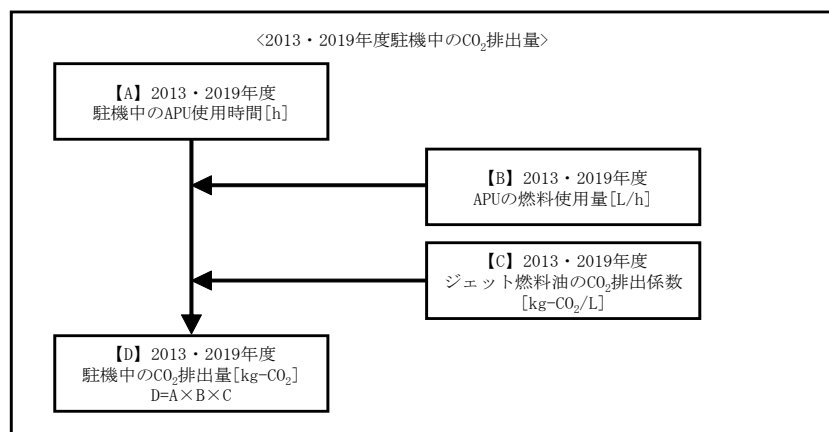 <2013・2019年度駐機中のCO₂排出量>
【A】2013・2019年度
駐機中のAPU使用時間[h]
【B】2013・2019年度
APUの燃料使用量[L/h]
【C】2013・2019年度
ジェット燃料油のCO₂排出係数
[kg-CO₂/L]
【D】2013・2019年度
駐機中のCO₂排出量[kg-CO₂]
D=A×B×C